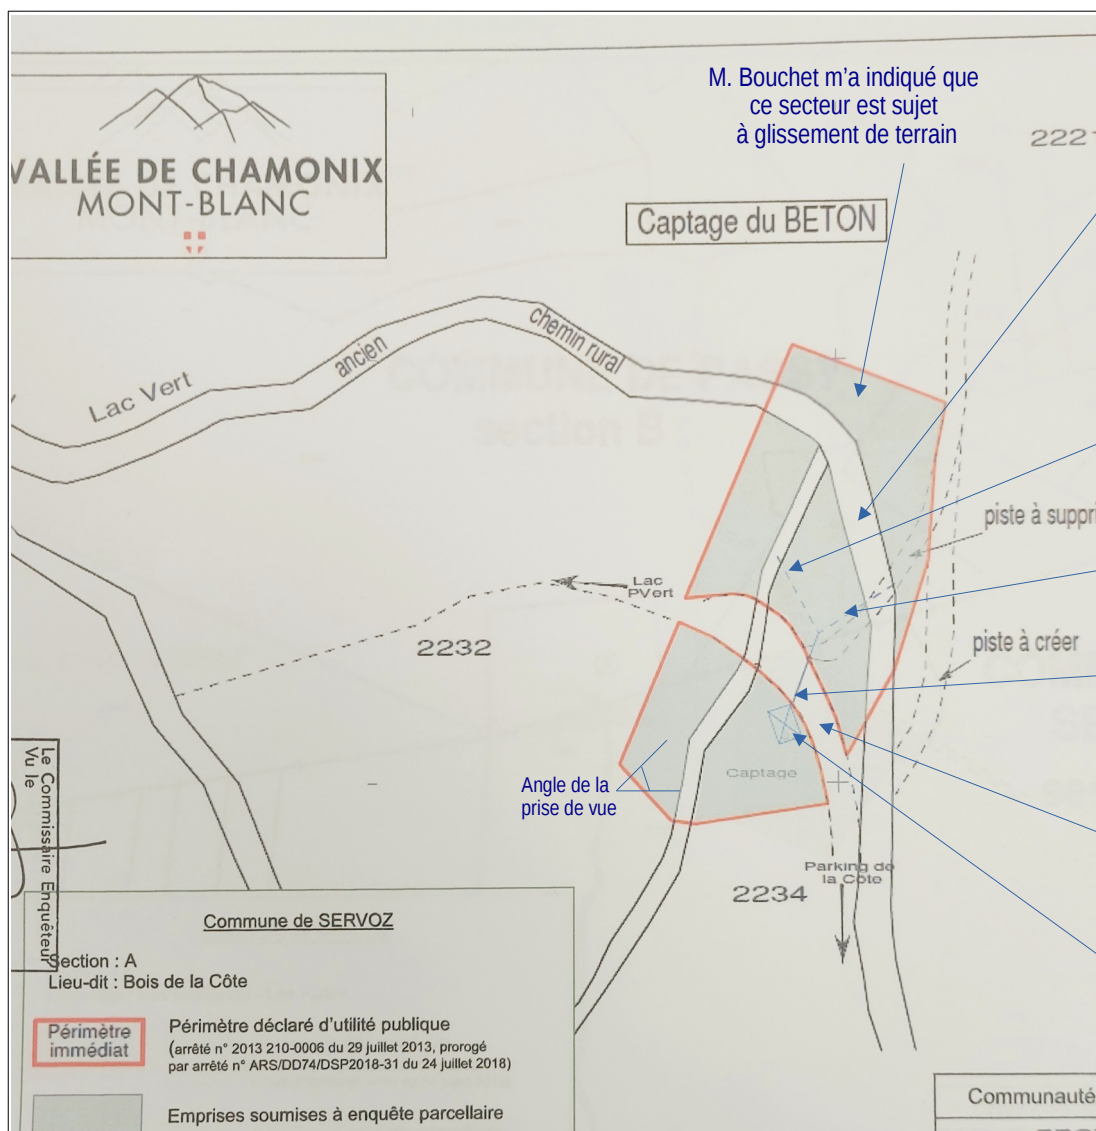 M. Bouchet m'a indiqué que
ce secteur est sujet
à glissement de terrain
2221
VALLÉE DE CHAMONIX
MONT-BLANC
Captage du BETON
Lac Vert
ancien
chemin rural
COMMUNE DE PASSY
section B
piste à suppri
Lac
PVert
2232
piste à créer
Captage
Angle de la
prise de vue
Parking de
la Côte
2234
Le Commissaire Enquêteur
Vu le
Commune de SERVOZ
Section : A
Lieu-dit : Bois de la Côte
Périmètre
immédiat
Périmètre déclaré d'utilité publique
(arrêté n° 2013 210-0006 du 29 juillet 2013, prorogé
par arrêté n° ARS/DD74/DSP2018-31 du 24 juillet 2018)
Emprises soumises à enquête parcellaire
Communauté